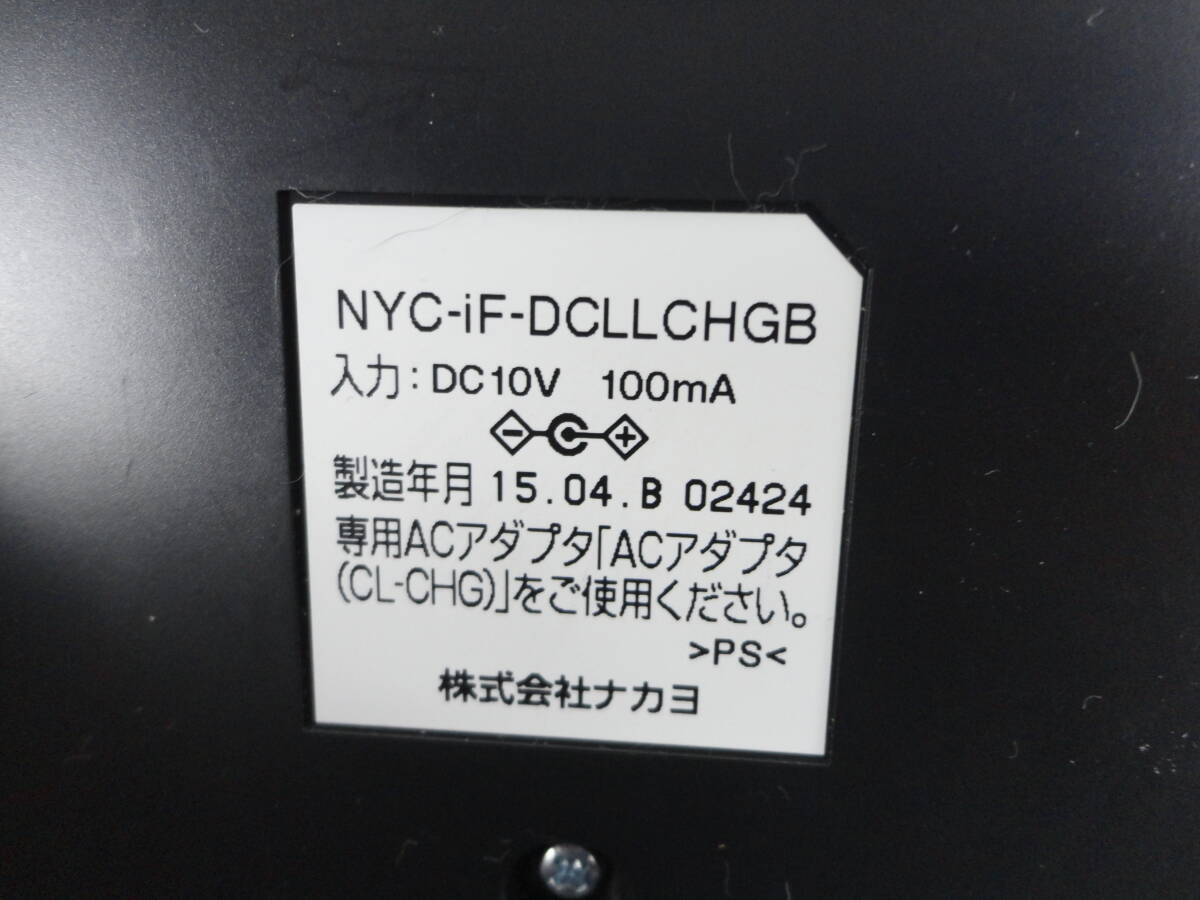 NYC-iF-DCLLCHGB
入力：DC10V 100mA
製造年月 15.04.B 02424
専用ACアダプタ「ACアダプタ
(CL-CHG)」をご使用ください。
>PS<
株式会社ナカヨ